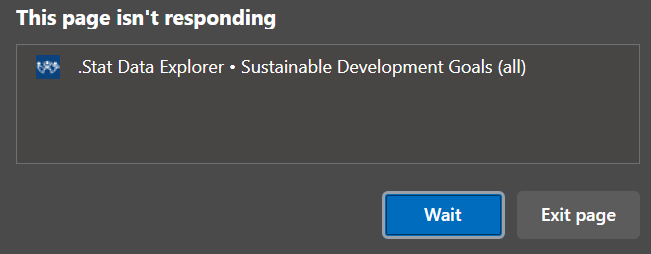 This page isn't responding
.Stat Data Explorer • Sustainable Development Goals (all)
Wait
Exit page